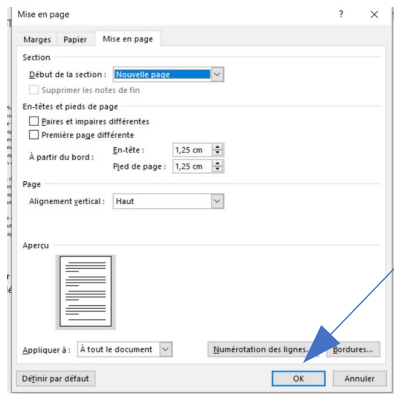 Mise en page ? ×
Marges Papier Mise en page
Section
Début de la section : Nouvelle page
Supprimer les notes de fin
En-têtes et pieds de page
Paires et impaires différentes
Première page différente
À partir du bord : En-tête : 1,25 cm
Pied de page : 1,25 cm
Page
Alignement vertical : Haut
Aperçu
Appliquer à : À tout le document Numérotation des lignes... Bordures...
Définir par défaut OK Annuler